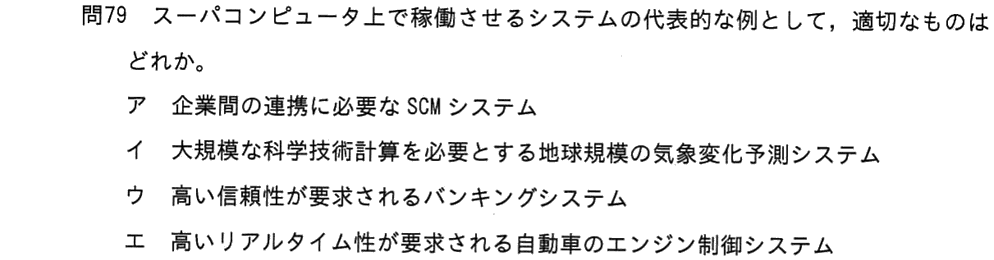 問79　スーパコンピュータ上で稼働させるシステムの代表的な例として，適切なものは
どれか。
ア　企業間の連携に必要な SCM システム
イ　大規模な科学技術計算を必要とする地球規模の気象変化予測システム
ウ　高い信頼性が要求されるバンキングシステム
エ　高いリアルタイム性が要求される自動車のエンジン制御システム